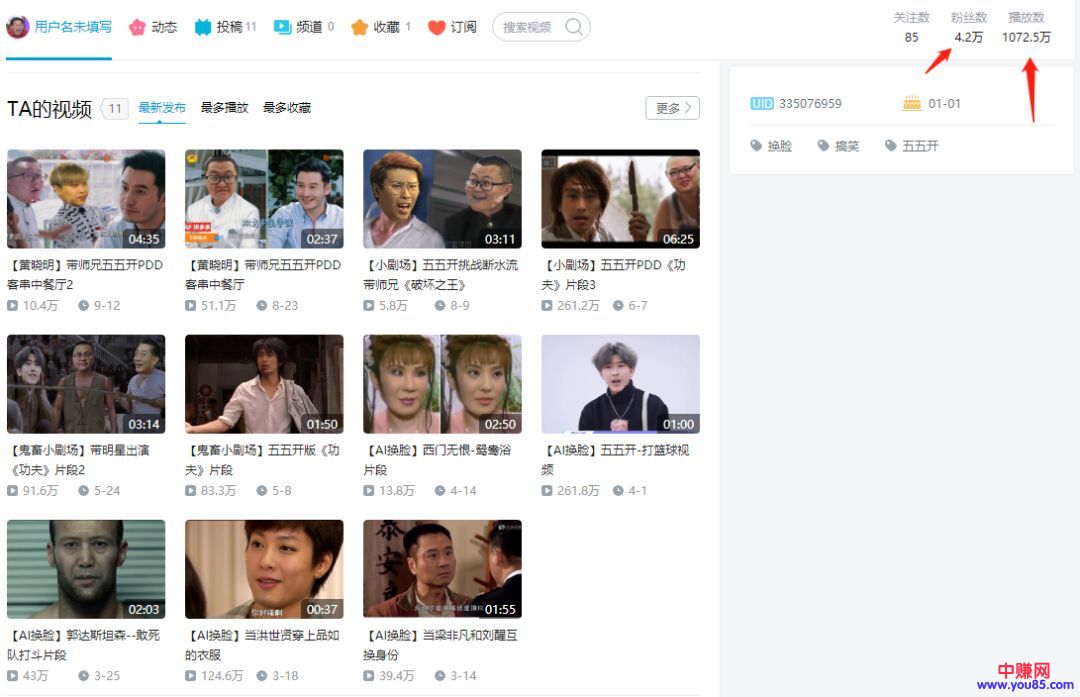 用户名未填写 动态 投稿 11 频道 0 收藏 1 订阅 搜索视频
关注数 粉丝数 播放数
85 4.2万 1072.5万
TA的视频 11 最新发布 最多播放 最多收藏 更多
UID 335076959 01-01
换脸 搞笑 五五开
04:35 02:37 03:11 06:25
【黄晓明】带师兄五五开PDD 【黄晓明】带师兄五五开PDD 【小剧场】五五开挑战断水流 【小剧场】五五开PDD《功
客串中餐厅2 客串中餐厅 带师兄《破坏之王》 夫》片段3
10.4万 9-12 51.1万 8-23 5.8万 8-9 261.2万 6-7
03:14 01:50 02:50 01:00
【鬼畜小剧场】带明星出演 【鬼畜小剧场】五五开版《功 【AI换脸】西门无恨-鸳鸯浴 【AI换脸】五五开-打篮球视
《功夫》片段2 夫》片段 片段 频
91.6万 5-24 83.3万 5-8 13.8万 4-14 261.8万 4-1
02:03 00:37 01:55
【AI换脸】郭达斯坦森--敢死 【AI换脸】当洪世贤穿上品如 【AI换脸】当梁非凡和刘醒互
队打斗片段 的衣服 换身份
43万 3-25 124.6万 3-18 39.4万 3-14
中赚网
www.you85.com